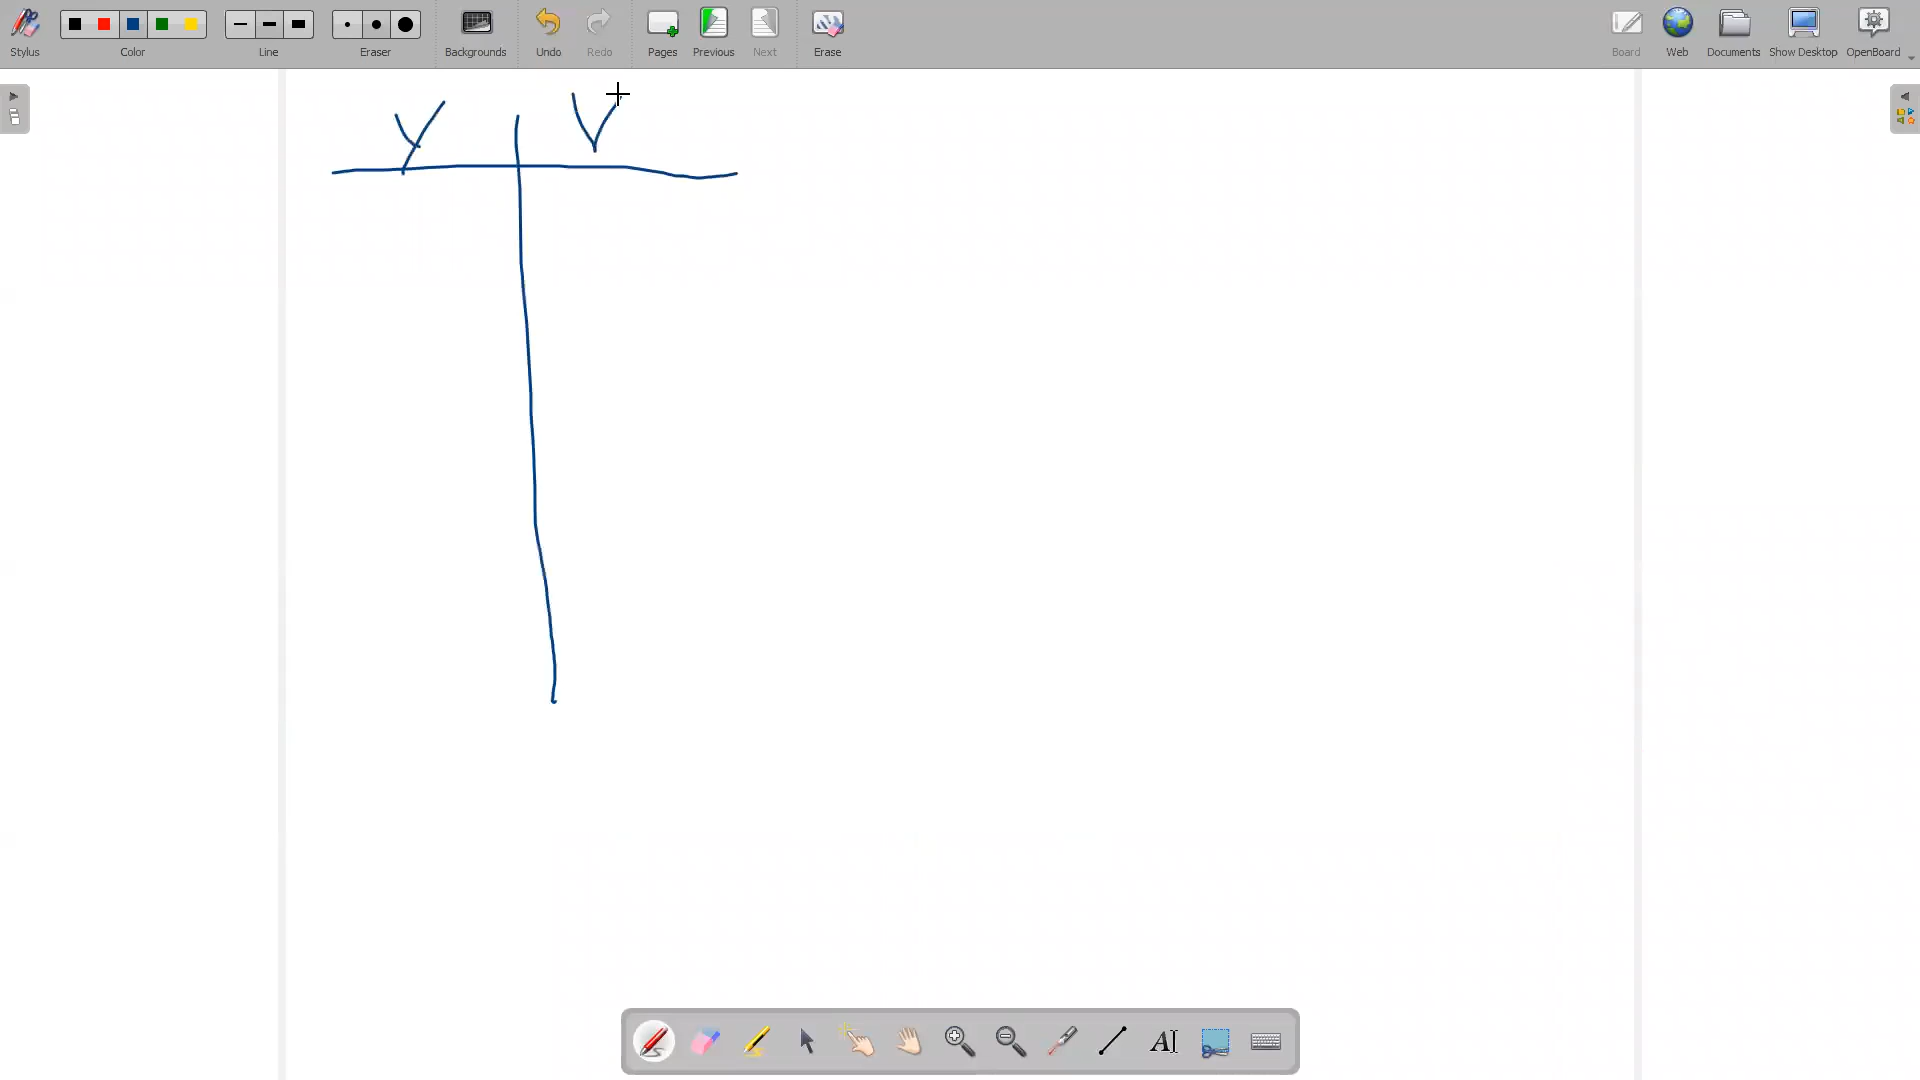 Stylus
Color
Line
Eraser
Backgrounds
Undo
Redo
Pages
Previous
Next
Erase
Board
Web
Documents
Show Desktop
OpenBoard
y V